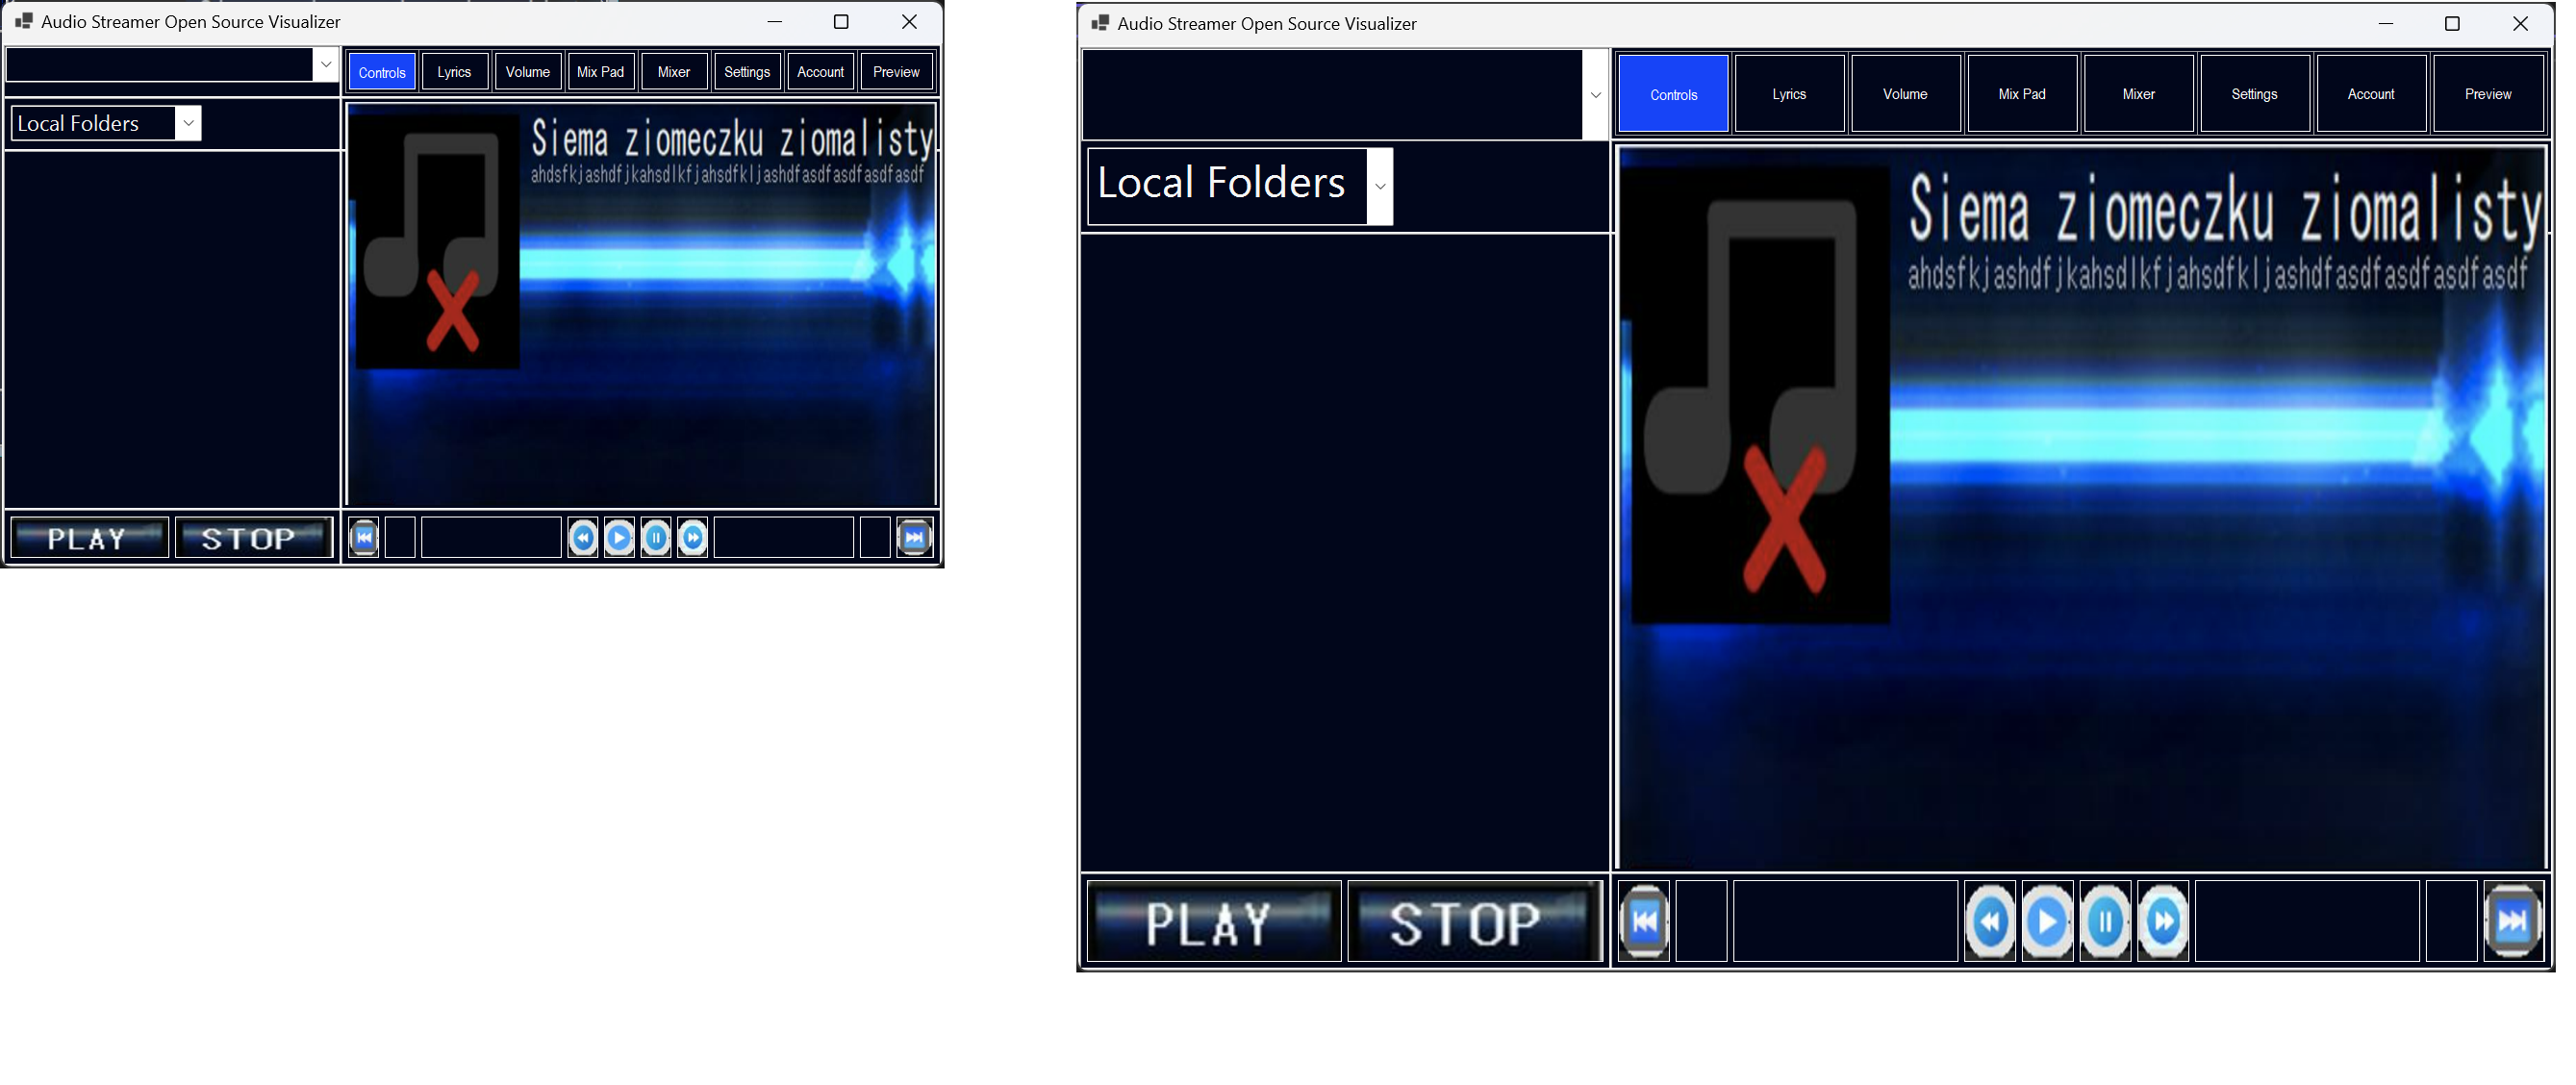 Audio Streamer Open Source Visualizer
Controls Lyrics Volume Mix Pad Mixer Settings Account Preview
Local Folders
Siema ziomeczku ziomalisty
ahdsfkjashdfjkahsdlkfjahsdfkljashdfasdfasdfasdfasdf
PLAY STOP
Audio Streamer Open Source Visualizer
Controls Lyrics Volume Mix Pad Mixer Settings Account Preview
Local Folders
Siema ziomeczku ziomalisty
ahdsfkjashdfjkahsdlkfjahsdfkljashdfasdfasdfasdfasdf
PLAY STOP